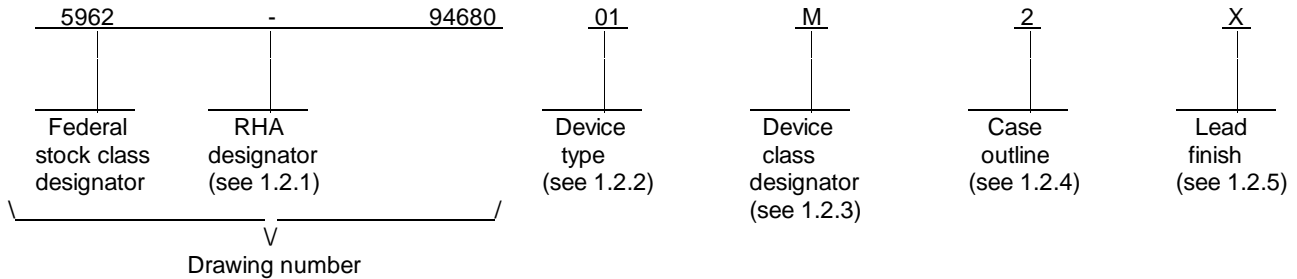 5962 - 94680 01 M 2 X
Federal stock class designator
RHA designator (see 1.2.1)
Device type (see 1.2.2)
Device class designator (see 1.2.3)
Case outline (see 1.2.4)
Lead finish (see 1.2.5)
Drawing number